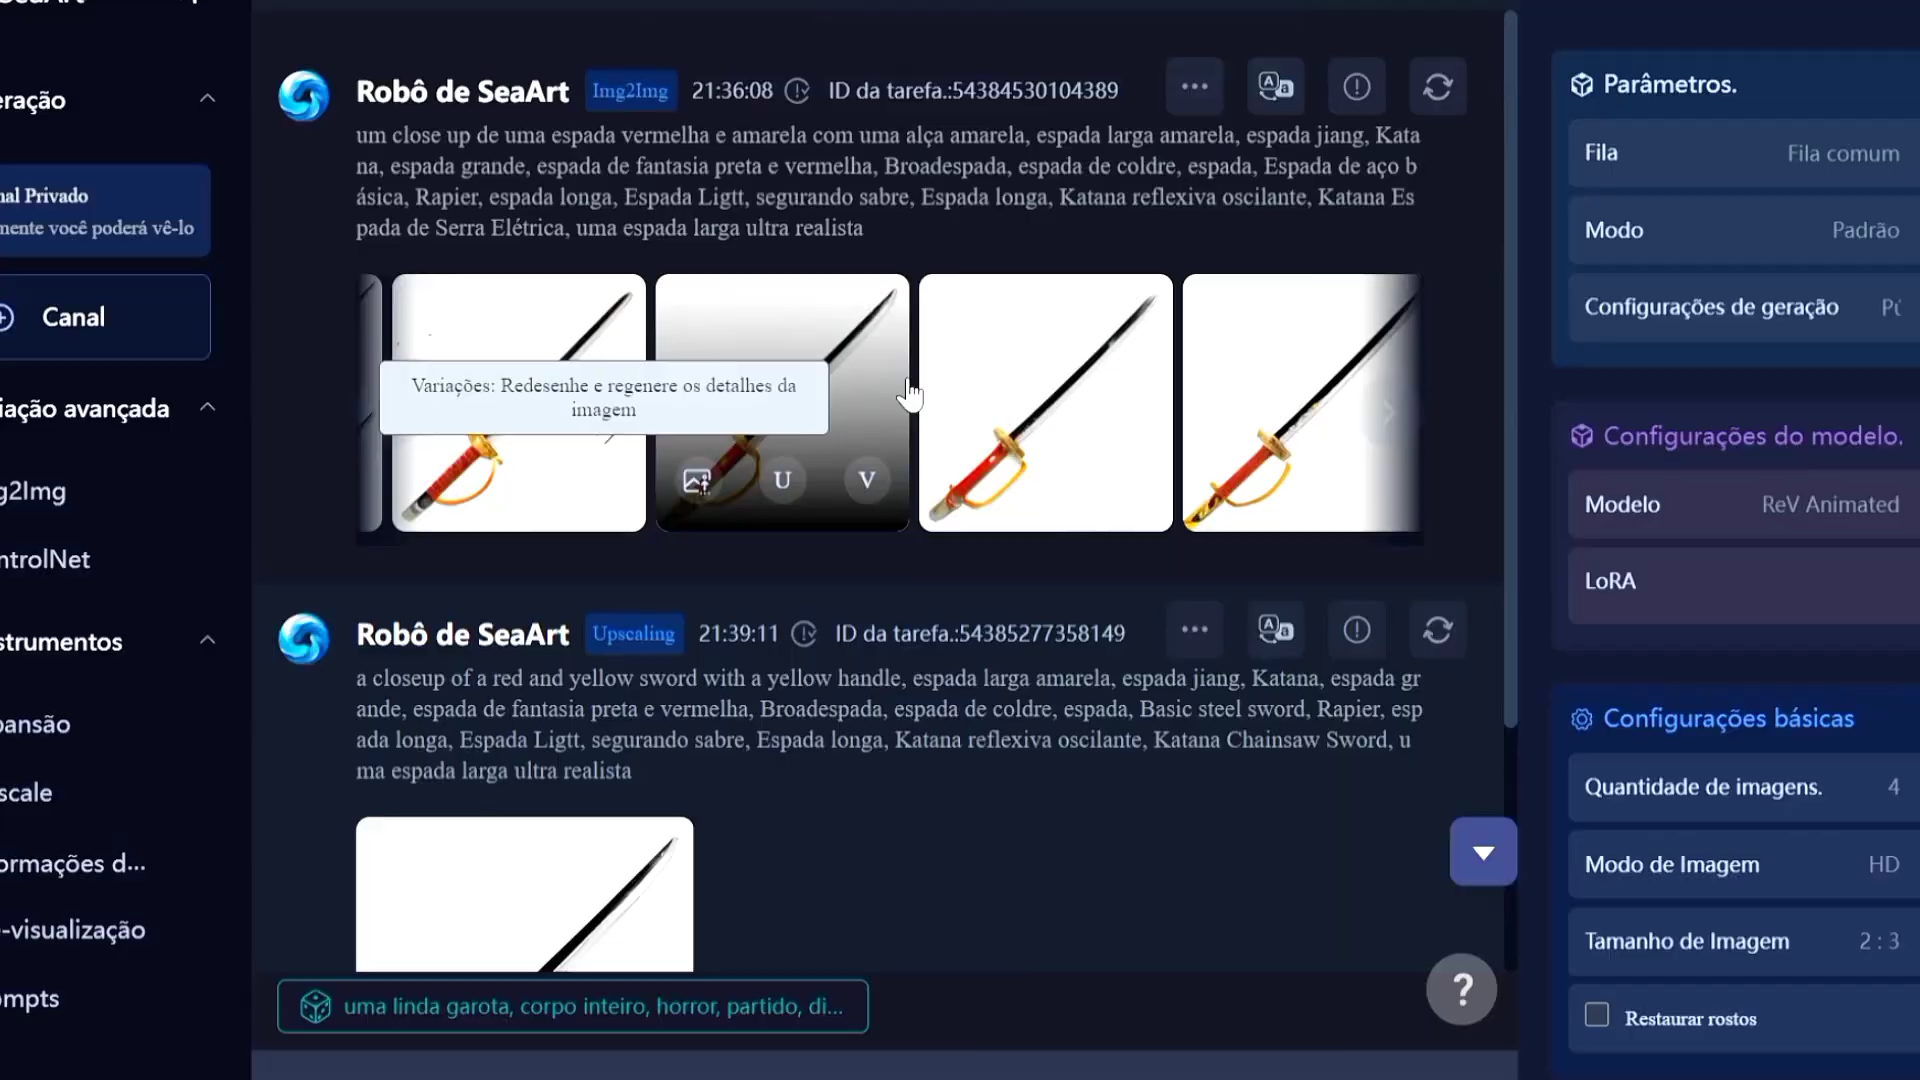 eração
nal Privado
mente você poderá vê-lo
Canal
iação avançada
g2Img
ntrolNet
strumentos
pansão
scale
ormações d...
-visualização
ompts
Robô de SeaArt Img2Img 21:36:08 ID da tarefa.:54384530104389
um close up de uma espada vermelha e amarela com uma alça amarela, espada larga amarela, espada jiang, Kata
na, espada grande, espada de fantasia preta e vermelha, Broadespada, espada de coldre, espada, Espada de aço b
ásica, Rapier, espada longa, Espada Ligtt, segurando sabre, Espada longa, Katana reflexiva oscilante, Katana Es
pada de Serra Elétrica, uma espada larga ultra realista
Variações: Redesenhe e regenere os detalhes da
imagem
U V
Robô de SeaArt Upscaling 21:39:11 ID da tarefa.:54385277358149
a closeup of a red and yellow sword with a yellow handle, espada larga amarela, espada jiang, Katana, espada gr
ande, espada de fantasia preta e vermelha, Broadespada, espada de coldre, espada, Basic steel sword, Rapier, esp
ada longa, Espada Ligtt, segurando sabre, Espada longa, Katana reflexiva oscilante, Katana Chainsaw Sword, u
ma espada larga ultra realista
uma linda garota, corpo inteiro, horror, partido, di...
?
Parâmetros.
Fila Fila comum
Modo Padrão
Configurações de geração
Configurações do modelo.
Modelo ReV Animated
LoRA
Configurações básicas
Quantidade de imagens. 4
Modo de Imagem HD
Tamanho de Imagem 2 : 3
Restaurar rostos